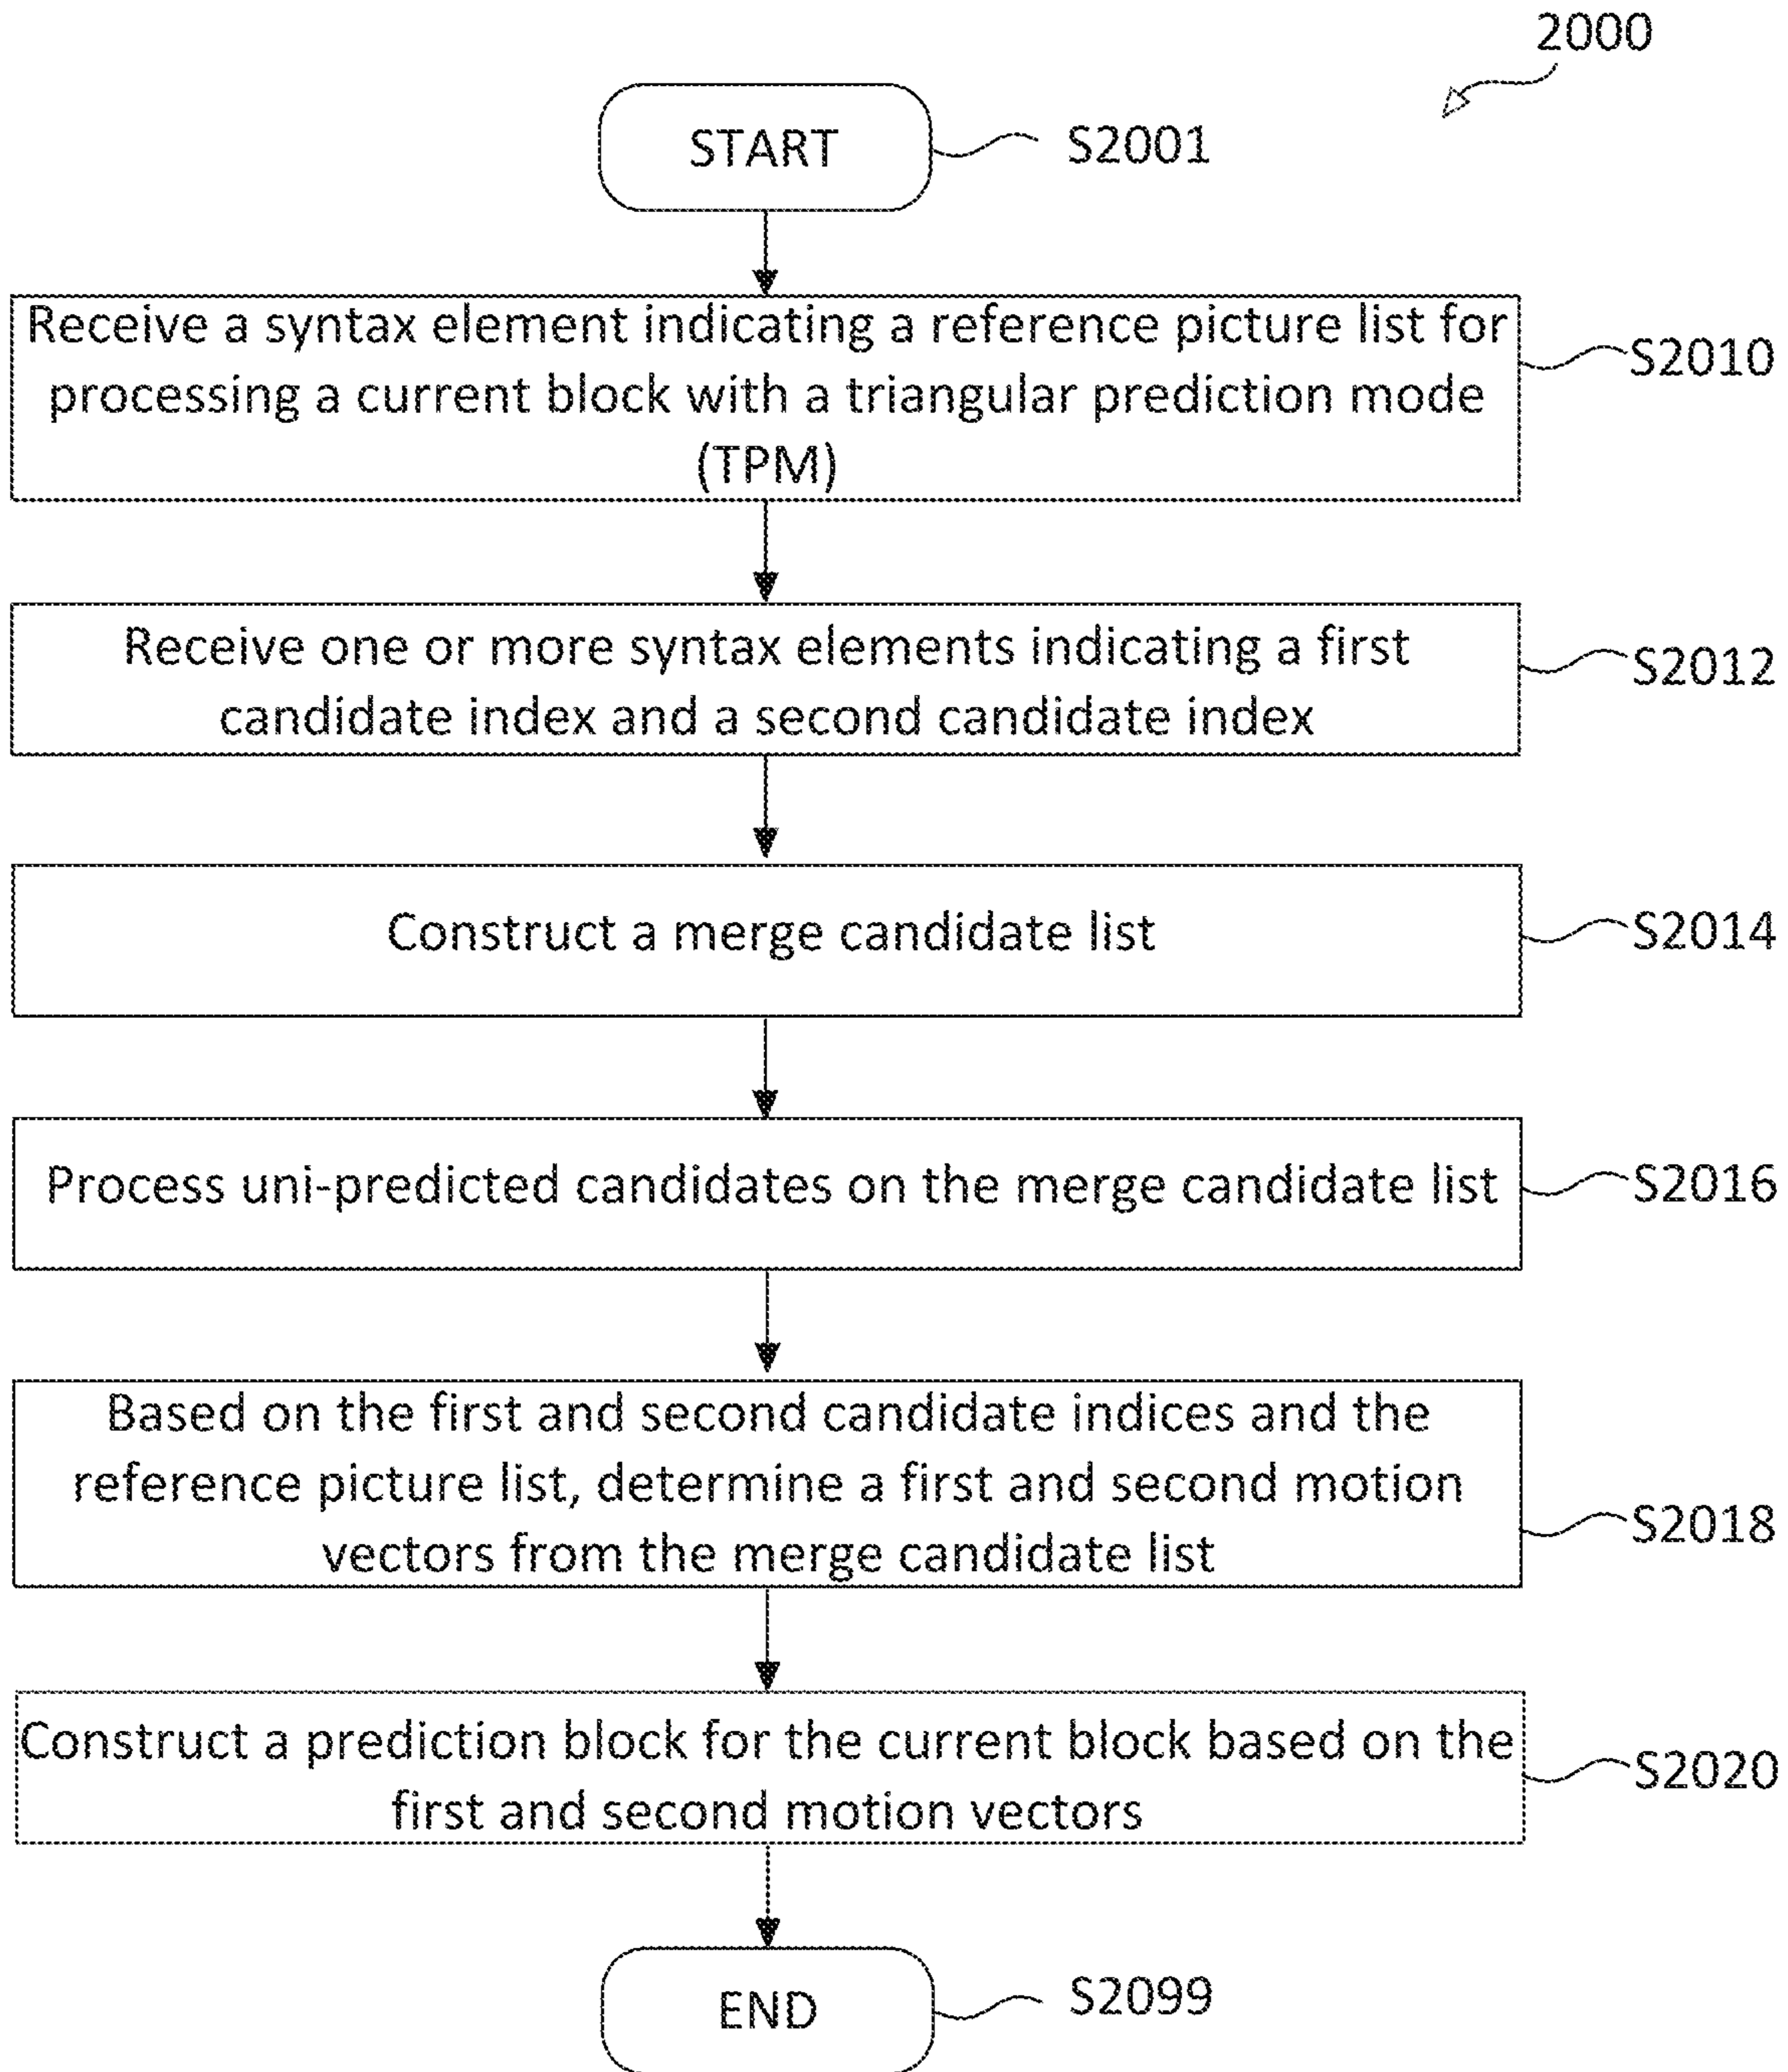 2000
START
S2001
Receive a syntax element indicating a reference picture list for
processing a current block with a triangular prediction mode
(TPM)
S2010
Receive one or more syntax elements indicating a first
candidate index and a second candidate index
S2012
Construct a merge candidate list
S2014
Process uni-predicted candidates on the merge candidate list
S2016
Based on the first and second candidate indices and the
reference picture list, determine a first and second motion
vectors from the merge candidate list
S2018
Construct a prediction block for the current block based on the
first and second motion vectors
S2020
END
S2099